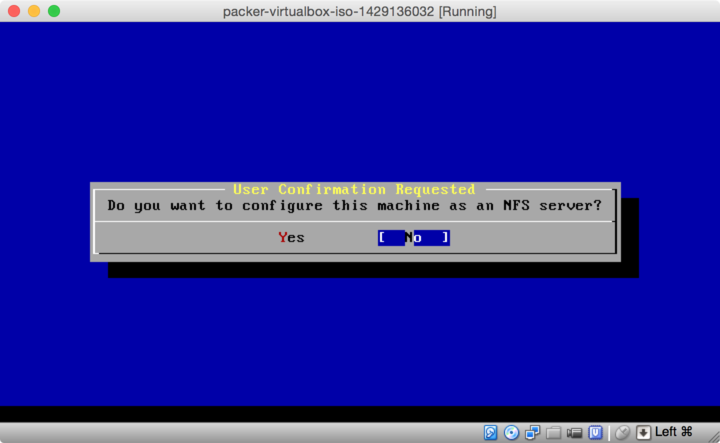 packer-virtualbox-iso-1429136032 [Running]
User Confirmation Requested
Do you want to configure this machine as an NFS server?
Yes [ No ]
Left ⌘